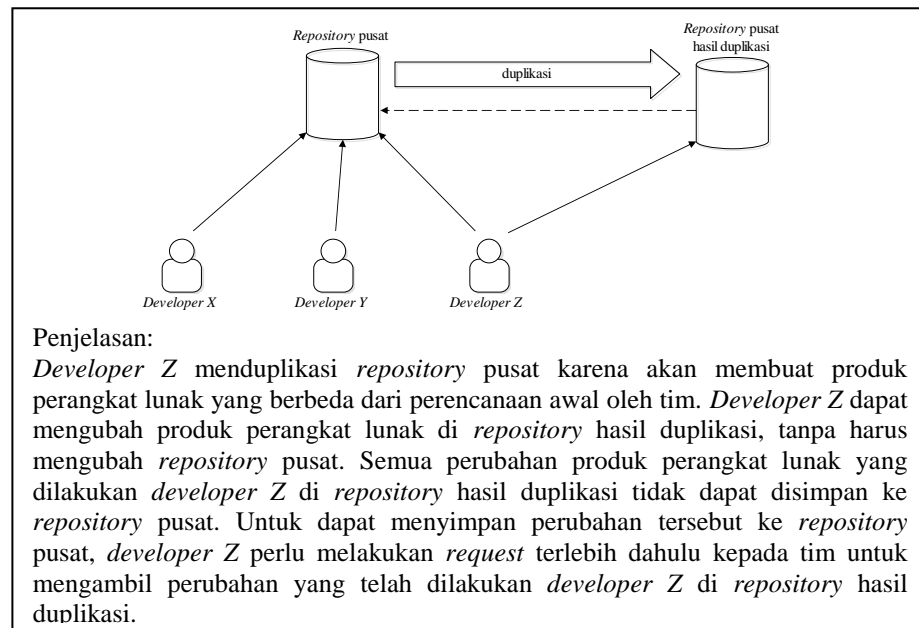 Repository pusat
Repository pusat
hasil duplikasi
duplikasi
Developer X
Developer Y
Developer Z
Penjelasan:
Developer Z menduplikasi repository pusat karena akan membuat produk
perangkat lunak yang berbeda dari perencanaan awal oleh tim. Developer Z dapat
mengubah produk perangkat lunak di repository hasil duplikasi, tanpa harus
mengubah repository pusat. Semua perubahan produk perangkat lunak yang
dilakukan developer Z di repository hasil duplikasi tidak dapat disimpan ke
repository pusat. Untuk dapat menyimpan perubahan tersebut ke repository
pusat, developer Z perlu melakukan request terlebih dahulu kepada tim untuk
mengambil perubahan yang telah dilakukan developer Z di repository hasil
duplikasi.